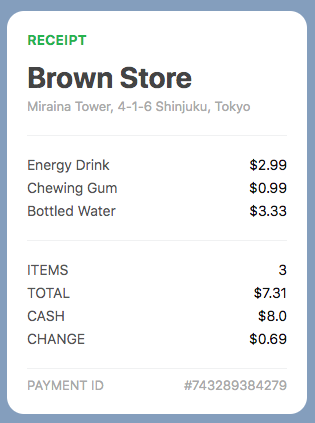 RECEIPT
Brown Store
Miraina Tower, 4-1-6 Shinjuku, Tokyo
Energy Drink $2.99
Chewing Gum $0.99
Bottled Water $3.33
ITEMS 3
TOTAL $7.31
CASH $8.0
CHANGE $0.69
PAYMENT ID #743289384279